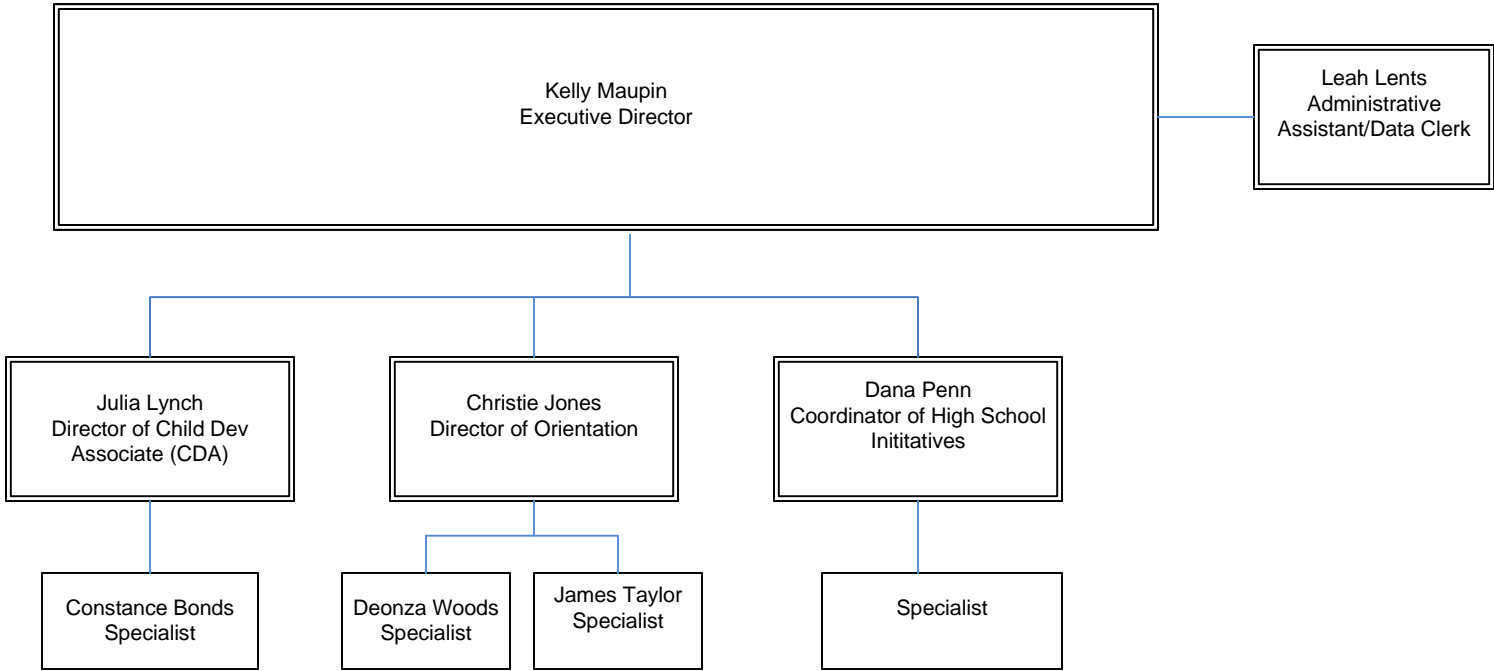 Kelly Maupin
Executive Director
Leah Lents
Administrative
Assistant/Data Clerk
Julia Lynch
Director of Child Dev
Associate (CDA)
Christie Jones
Director of Orientation
Dana Penn
Coordinator of High School
Inititatives
Constance Bonds
Specialist
Deonza Woods
Specialist
James Taylor
Specialist
Specialist